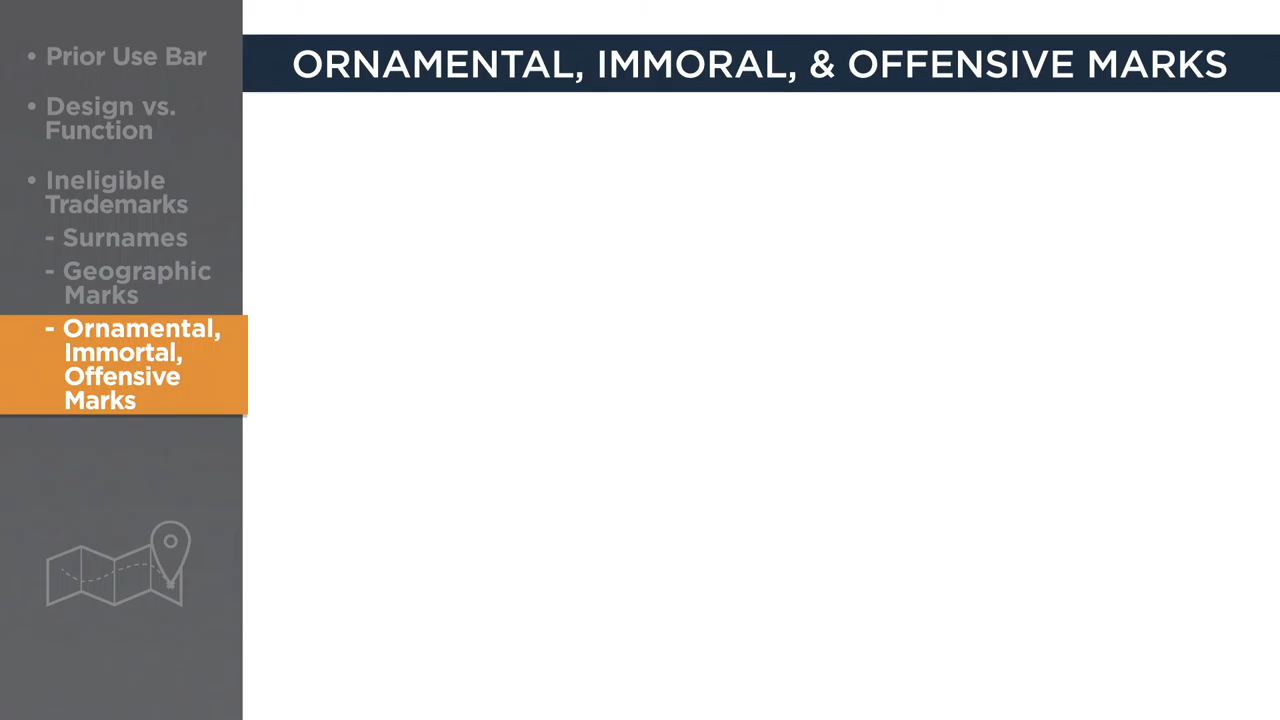 • Prior Use Bar
• Design vs.
Function
• Ineligible
Trademarks
- Surnames
- Geographic
Marks
- Ornamental,
Immortal,
Offensive
Marks
ORNAMENTAL, IMMORAL, & OFFENSIVE MARKS